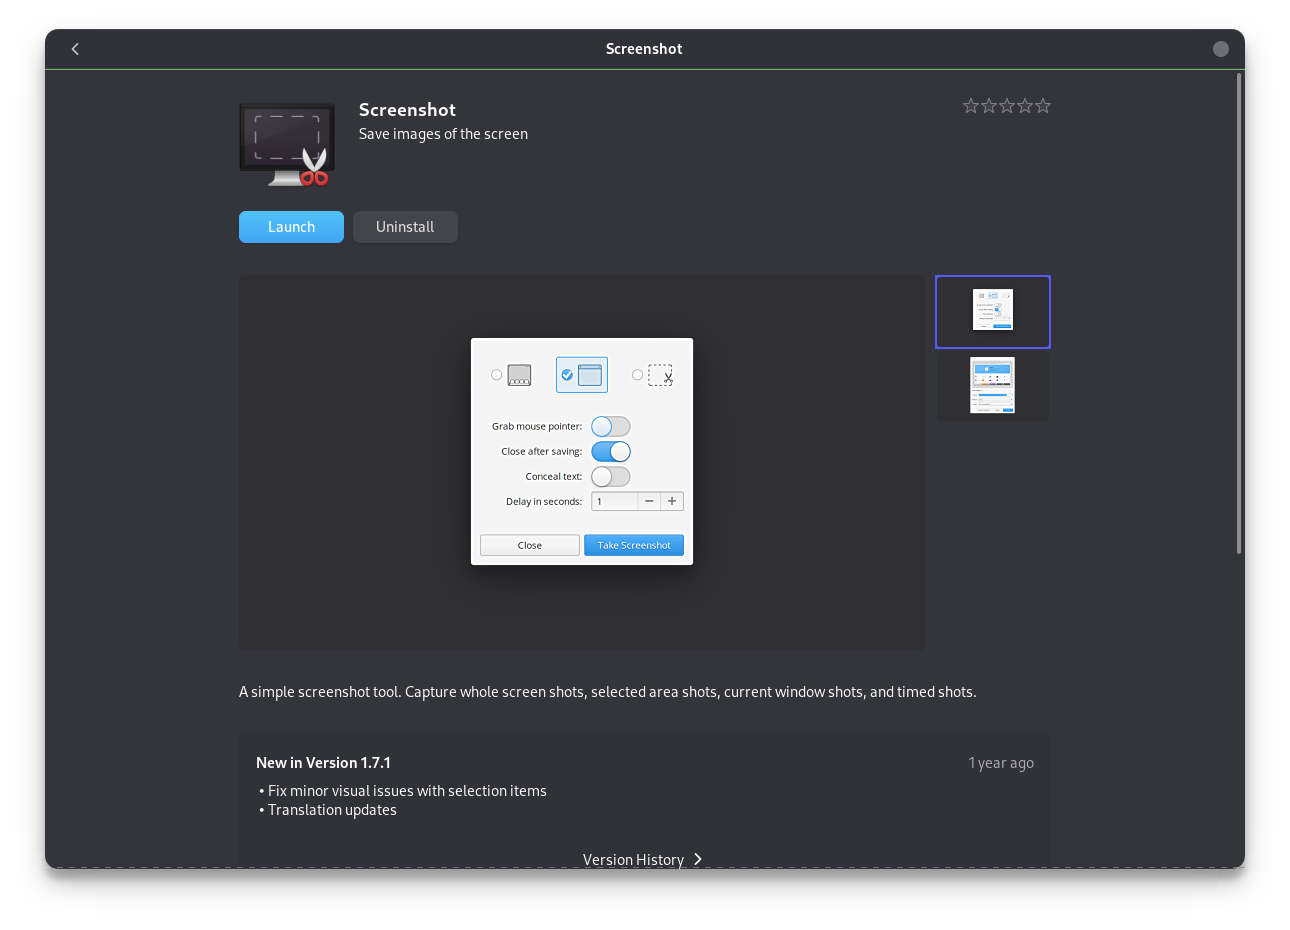 Screenshot
Screenshot
Save images of the screen
Launch
Uninstall
Grab mouse pointer:
Close after saving:
Conceal text:
Delay in seconds: 1
Close
Take Screenshot
A simple screenshot tool. Capture whole screen shots, selected area shots, current window shots, and timed shots.
New in Version 1.7.1
1 year ago
• Fix minor visual issues with selection items
• Translation updates
Version History